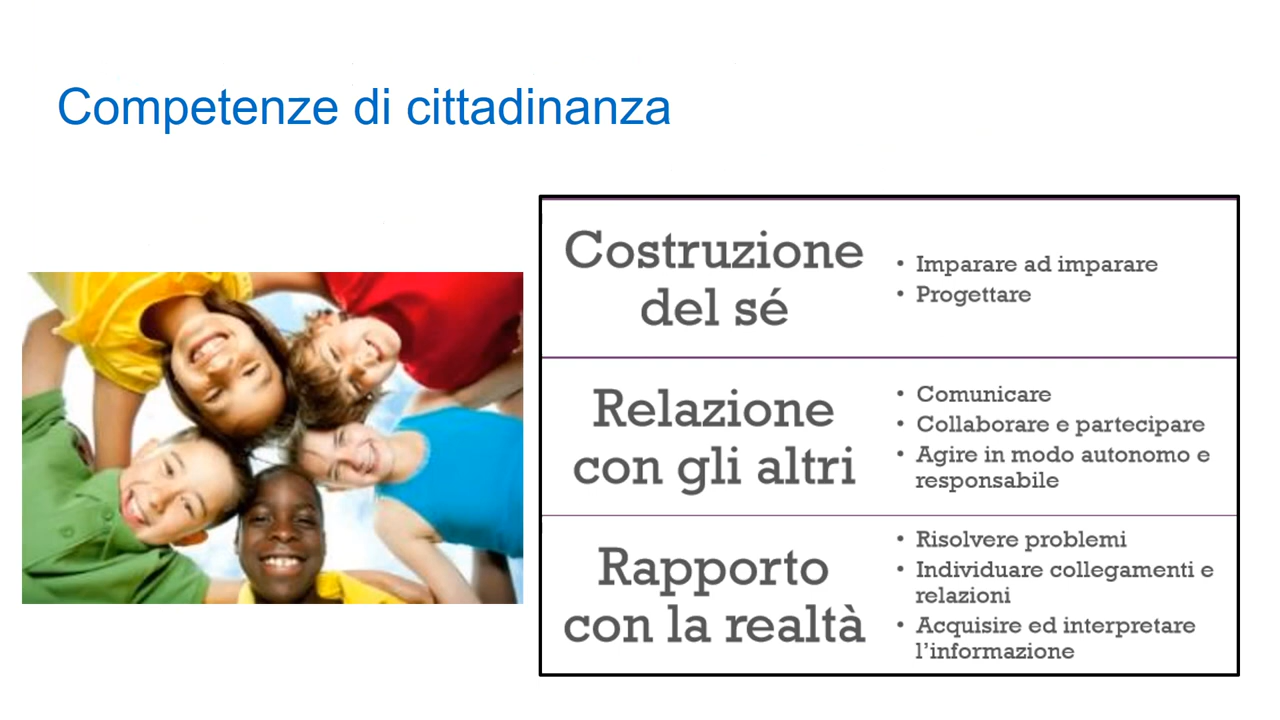 Competenze di cittadinanza
Costruzione
del sé
• Imparare ad imparare
• Progettare
Relazione
con gli altri
• Comunicare
• Collaborare e partecipare
• Agire in modo autonomo e
responsabile
Rapporto
con la realtà
• Risolvere problemi
• Individuare collegamenti e
relazioni
• Acquisire ed interpretare
l'informazione